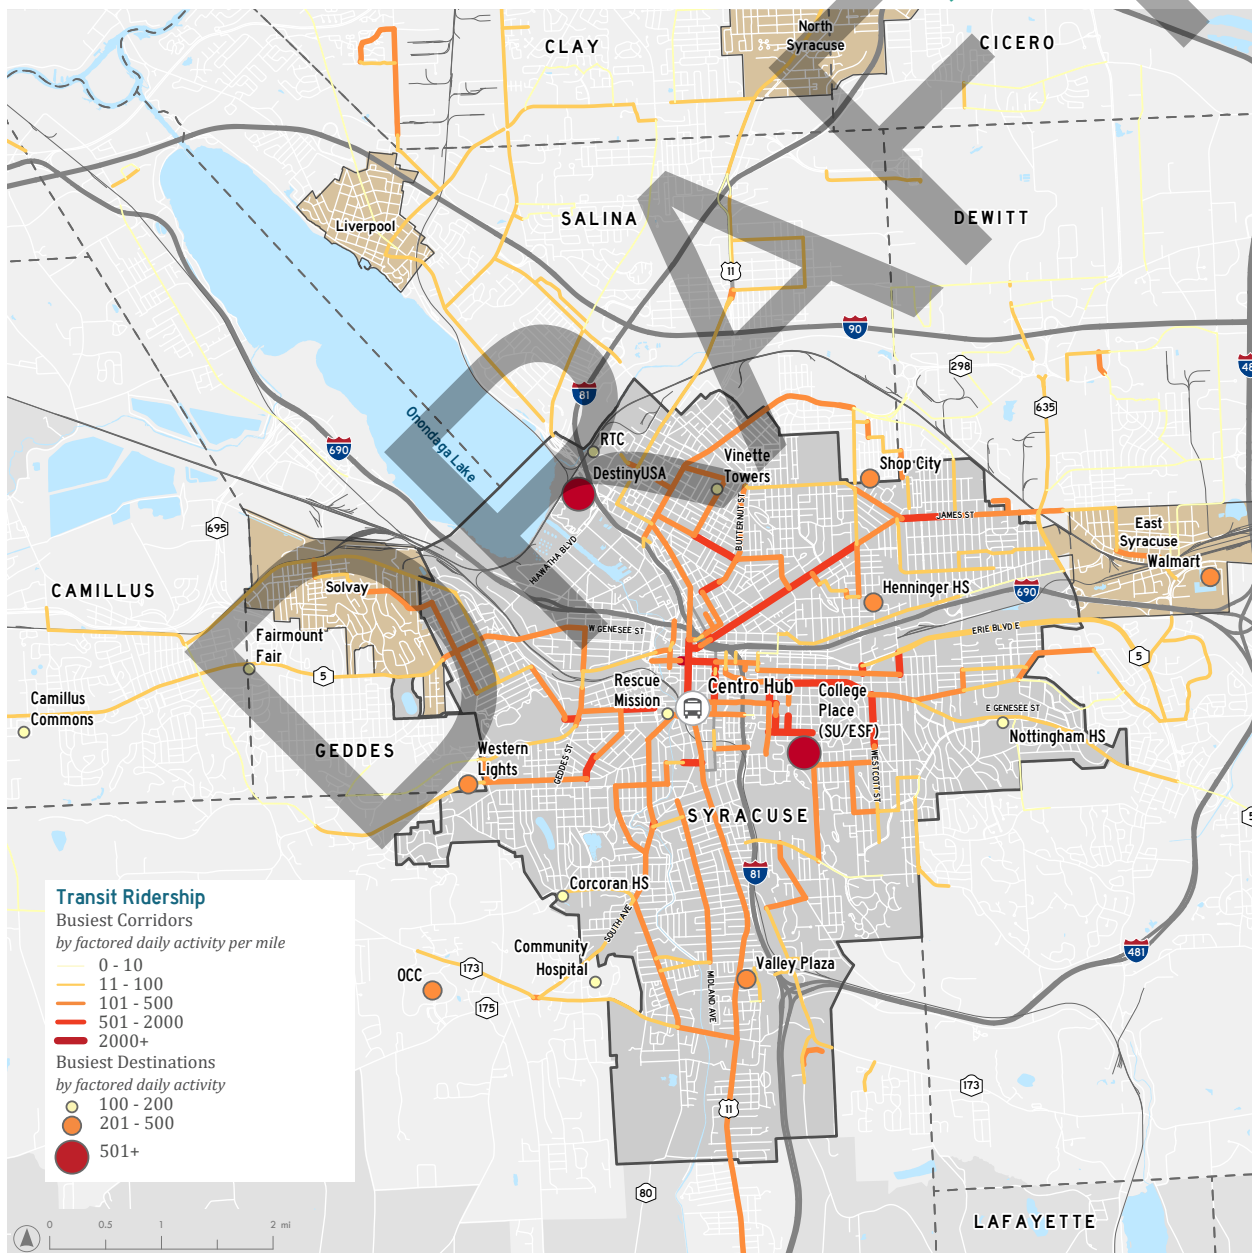 North
Syracuse
CICERO
CLAY
SALINA
DEWITT
Liverpool
11
90
81
298
635
48
Onondaga Lake
690
RTC
DestinyUSA
Vinette
Towers
Shop City
BUTTERNUT ST
JAMES ST
East
Syracuse
Walmart
695
HIAWATHA BLVD
CAMILLUS
Solvay
Henninger HS
690
W GENESEE ST
ERIE BLVD E
Fairmount
Fair
5
5
Rescue
Mission
Centro Hub
College
Place
(SU/ESF)
E GENESEE ST
Nottingham HS
Camillus
Commons
GEDDES
Western
Lights
GEDDES ST
WESTCOTT ST
SYRACUSE
5
81
Corcoran HS
SOUTH AVE
Community
Hospital
Valley Plaza
MIDLAND AVE
481
OCC
173
175
173
11
80
LAFAYETTE
Transit Ridership
Busiest Corridors
by factored daily activity per mile
0 - 10
11 - 100
101 - 500
501 - 2000
2000+
Busiest Destinations
by factored daily activity
100 - 200
201 - 500
501+
0 0.5 1 2 mi
DRAFT